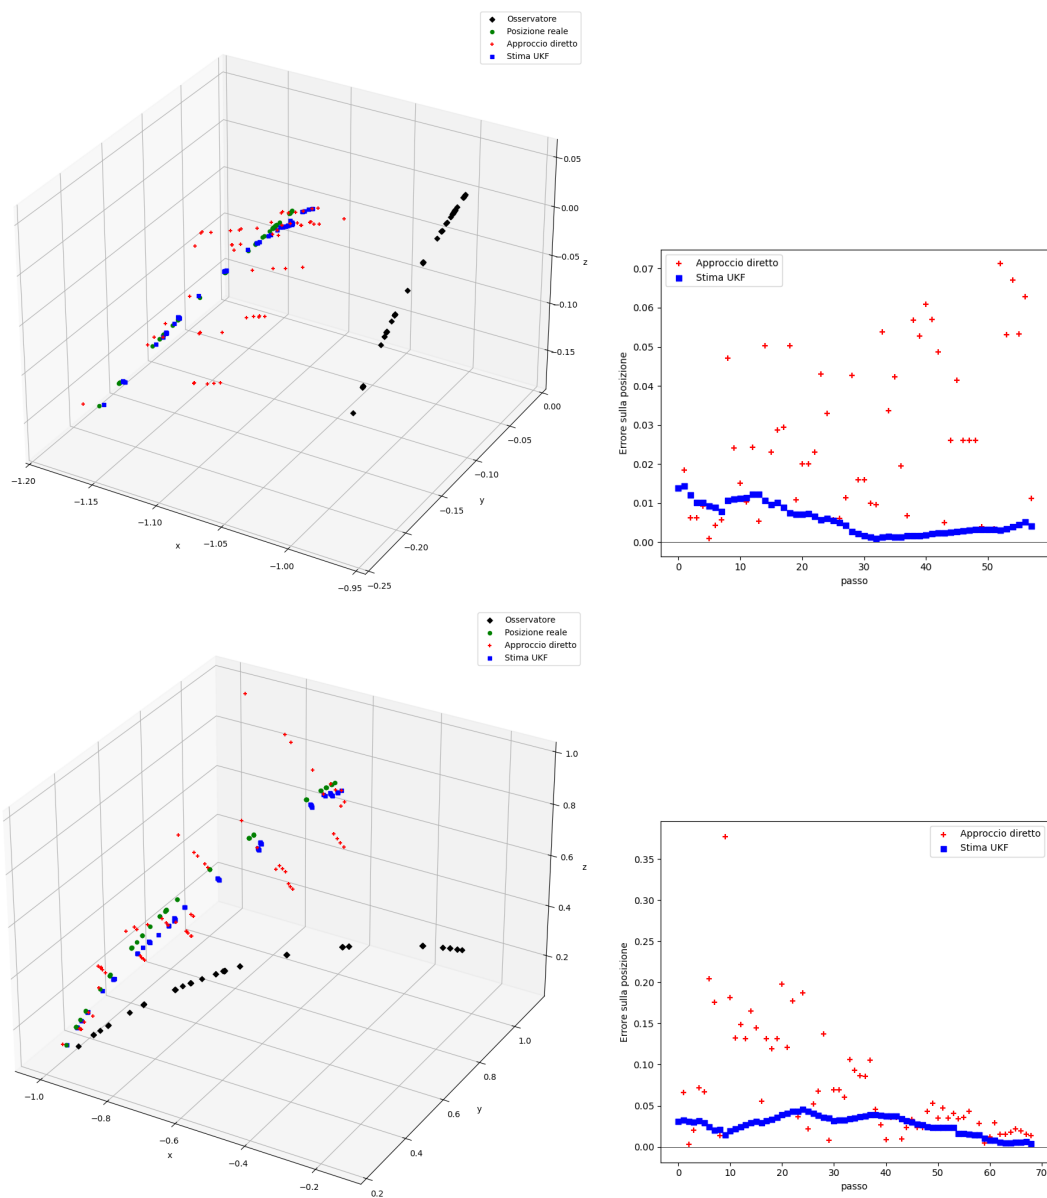 Osservatore
Posizione reale
Approccio diretto
Stima UKF
0.05
0.00
−0.05
−0.10
−0.15
z
−1.20
−1.15
−1.10
−1.05
−1.00
−0.95
x
−0.25
−0.20
−0.15
−0.10
−0.05
0.00
y
Approccio diretto
Stima UKF
0.07
0.06
0.05
0.04
0.03
0.02
0.01
0.00
Errore sulla posizione
0 10 20 30 40 50
passo
Osservatore
Posizione reale
Approccio diretto
Stima UKF
1.0
0.8
0.6
0.4
0.2
z
−1.0
−0.8
−0.6
−0.4
−0.2
x
0.2
0.4
0.6
0.8
1.0
y
Approccio diretto
Stima UKF
0.35
0.30
0.25
0.20
0.15
0.10
0.05
0.00
Errore sulla posizione
0 10 20 30 40 50 60 70
passo